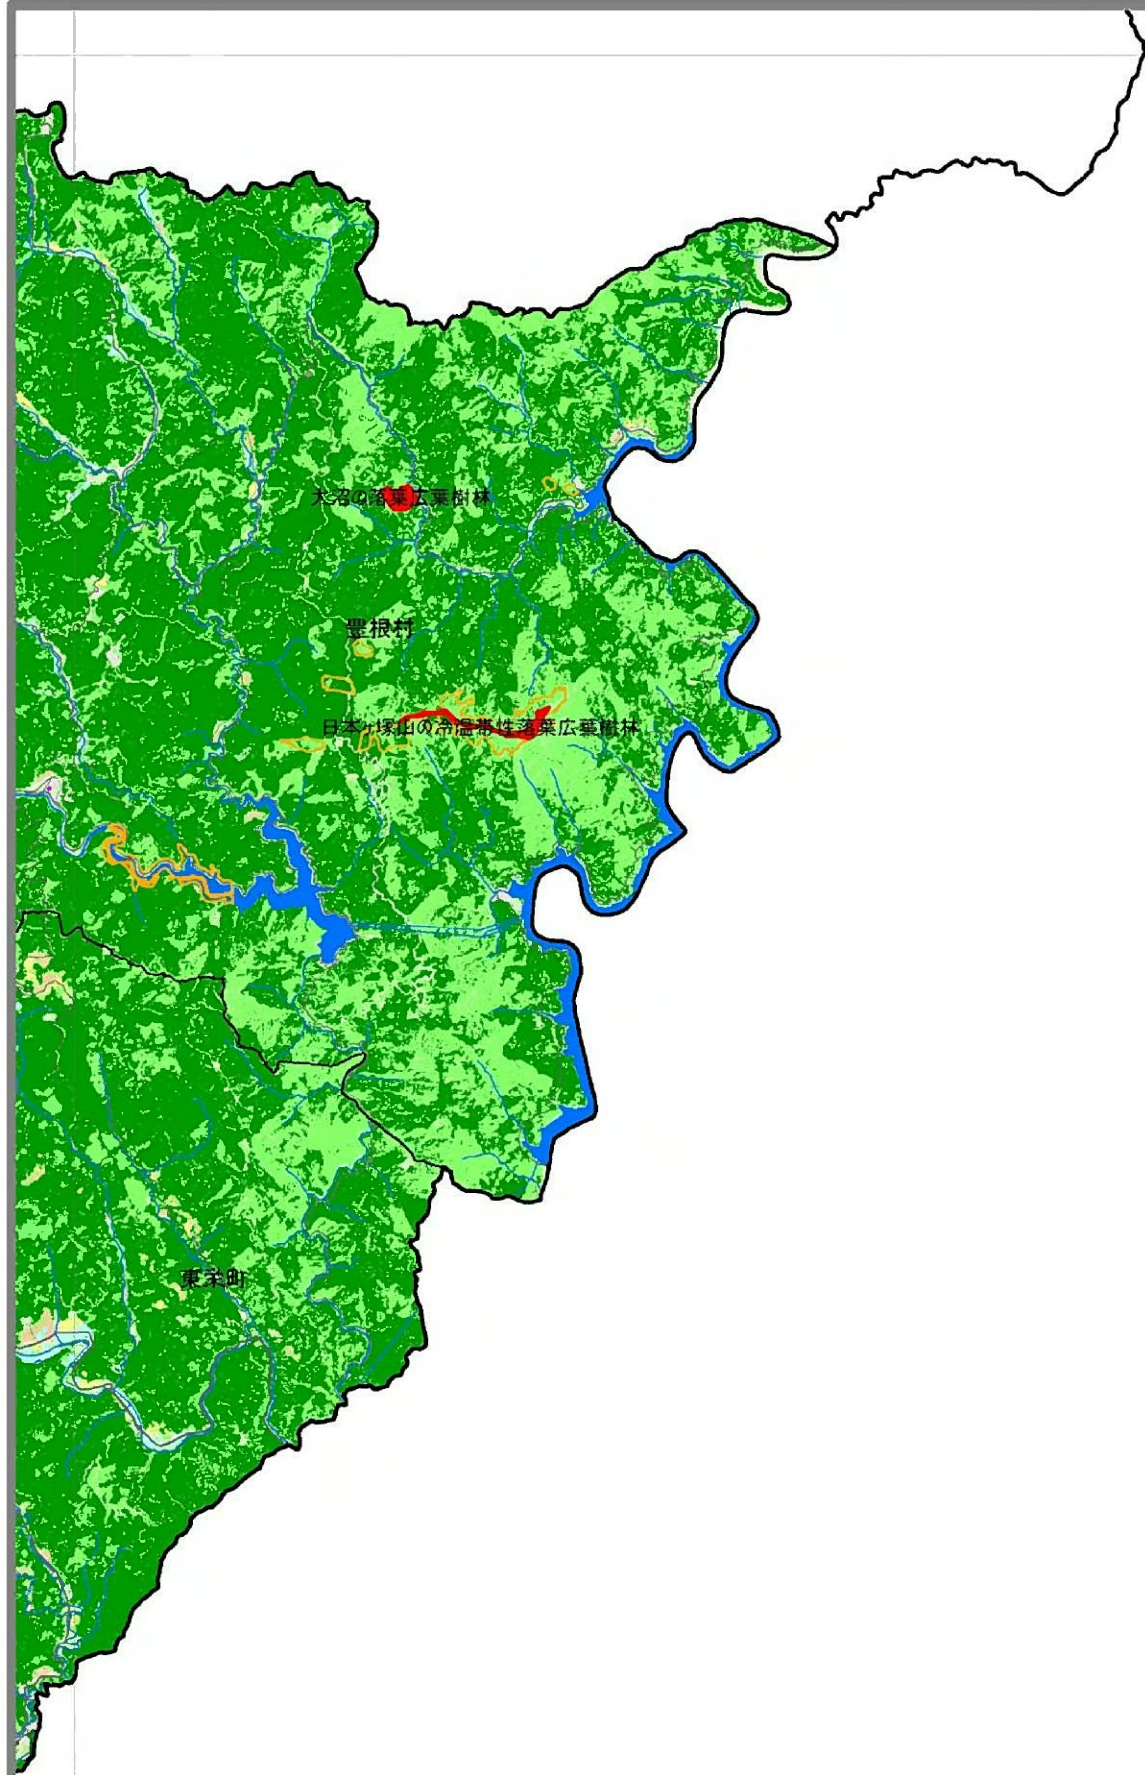 大沼の落葉広葉樹林
豊根村
日本ヶ塚山の冷温帯性落葉広葉樹林
東栄町